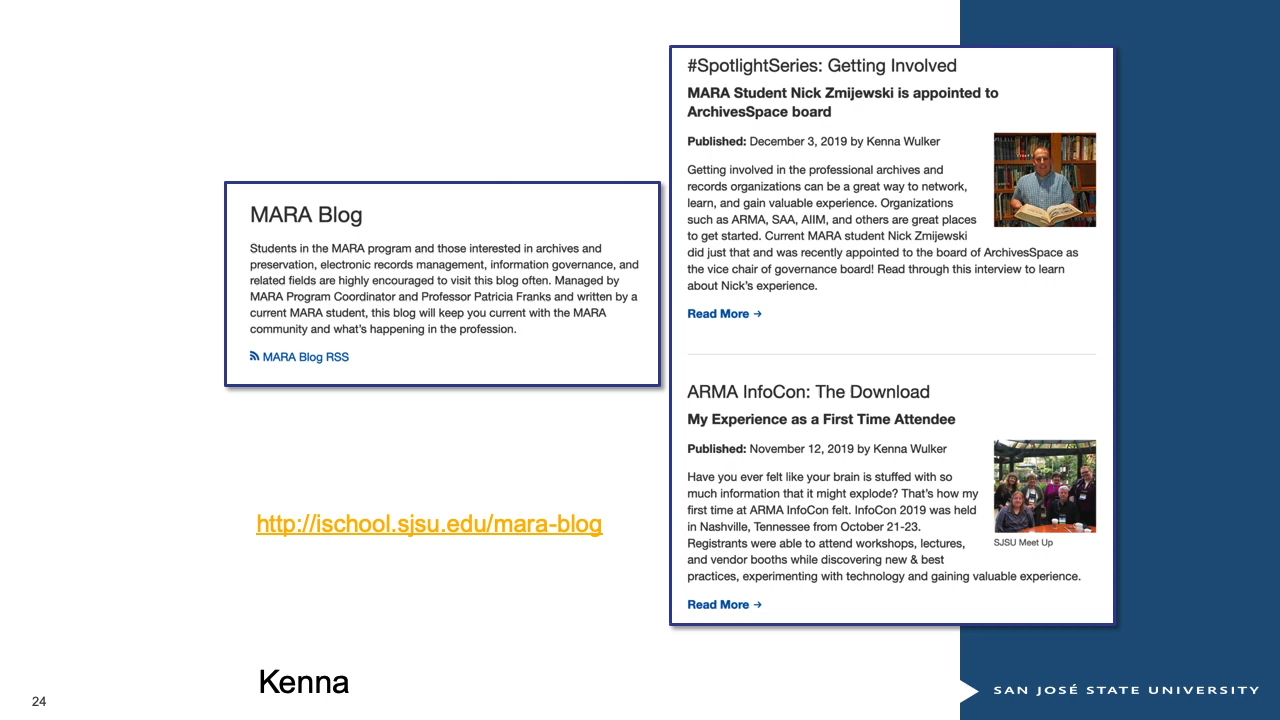 MARA Blog
Students in the MARA program and those interested in archives and
preservation, electronic records management, information governance, and
related fields are highly encouraged to visit this blog often. Managed by
MARA Program Coordinator and Professor Patricia Franks and written by a
current MARA student, this blog will keep you current with the MARA
community and what's happening in the profession.
MARA Blog RSS
http://ischool.sjsu.edu/mara-blog
#SpotlightSeries: Getting Involved
MARA Student Nick Zmijewski is appointed to
ArchivesSpace board
Published: December 3, 2019 by Kenna Wulker
Getting involved in the professional archives and
records organizations can be a great way to network,
learn, and gain valuable experience. Organizations
such as ARMA, SAA, AIIM, and others are great places
to get started. Current MARA student Nick Zmijewski
did just that and was recently appointed to the board of ArchivesSpace as
the vice chair of governance board! Read through this interview to learn
about Nick's experience.
Read More →
ARMA InfoCon: The Download
My Experience as a First Time Attendee
Published: November 12, 2019 by Kenna Wulker
Have you ever felt like your brain is stuffed with so
much information that it might explode? That's how my
first time at ARMA InfoCon felt. InfoCon 2019 was held
in Nashville, Tennessee from October 21-23.
Registrants were able to attend workshops, lectures,
and vendor booths while discovering new & best
practices, experimenting with technology and gaining valuable experience.
SJSU Meet Up
Read More →
Kenna
24
SAN JOSÉ STATE UNIVERSITY